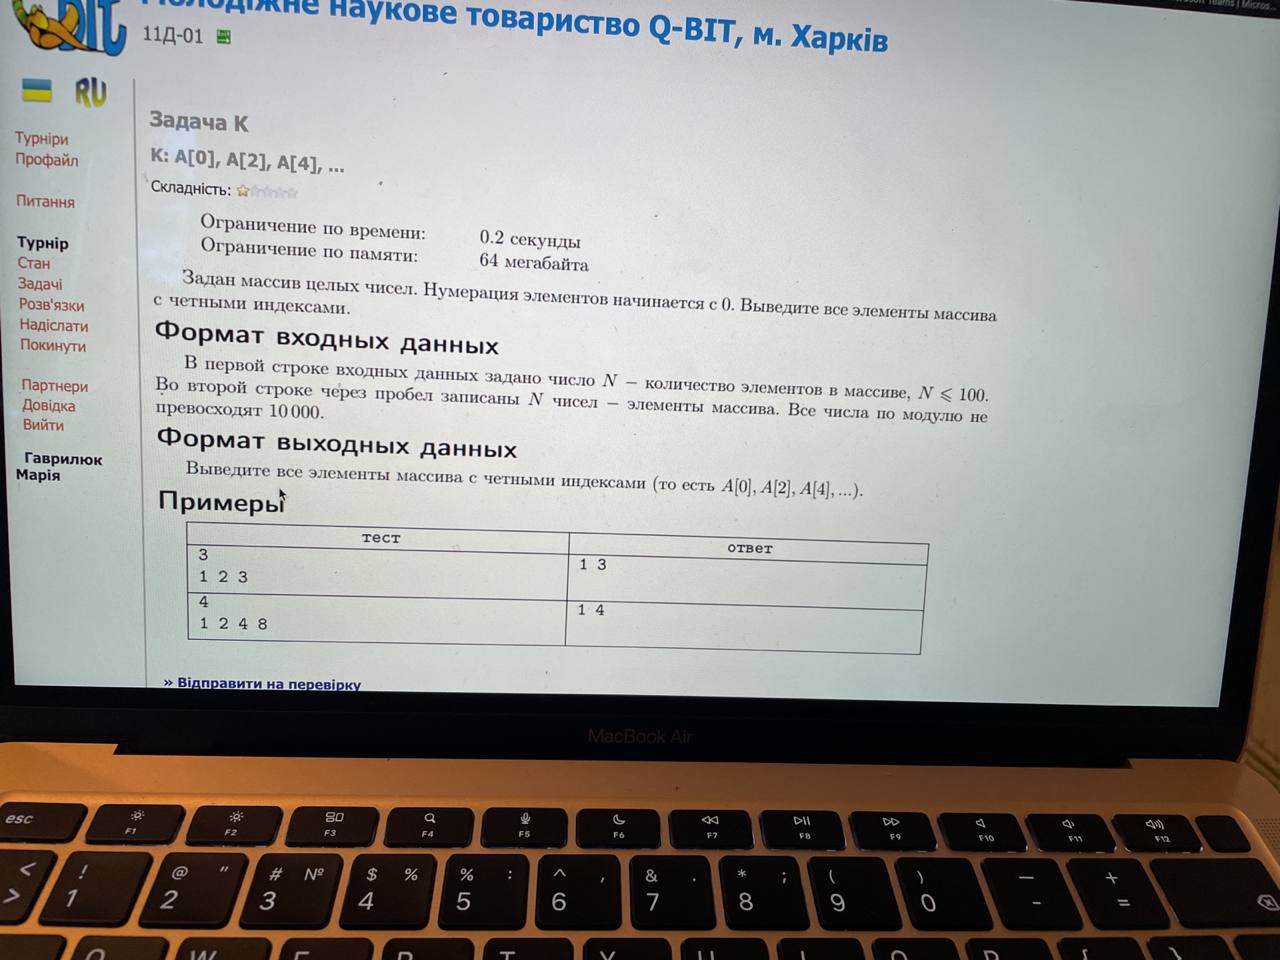 наукове товариство Q-BIT, м. Харків
11Д-01
RU
Турніри
Профайл
Питання
Турнір
Стан
Задачі
Розв'язки
Надіслати
Покинути
Партнери
Довідка
Вийти
Гаврилюк
Марія
Задача K
K: A[0], A[2], A[4], ...
Складність:
Ограничение по времени: 0.2 секунды
Ограничение по памяти: 64 мегабайта
Задан массив целых чисел. Нумерация элементов начинается с 0. Выведите все элементы массива
с четными индексами.
Формат входных данных
В первой строке входных данных задано число N — количество элементов в массиве, N ⩽ 100.
Во второй строке через пробел записаны N чисел — элементы массива. Все числа по модулю не
превосходят 10 000.
Формат выходных данных
Выведите все элементы массива с четными индексами (то есть A[0], A[2], A[4], ...).
Примеры
тест ответ
3 1 3
1 2 3
4 1 4
1 2 4 8
» Відправити на перевірку
MacBook Air
esc F1 F2 F3 F4 F5 F6 F7 F8 F9 F10 F11 F12
< ! @ " # № $ % % : ^ , & . * ; ( ) — +
> 1 2 3 4 5 6 7 8 9 0 - =